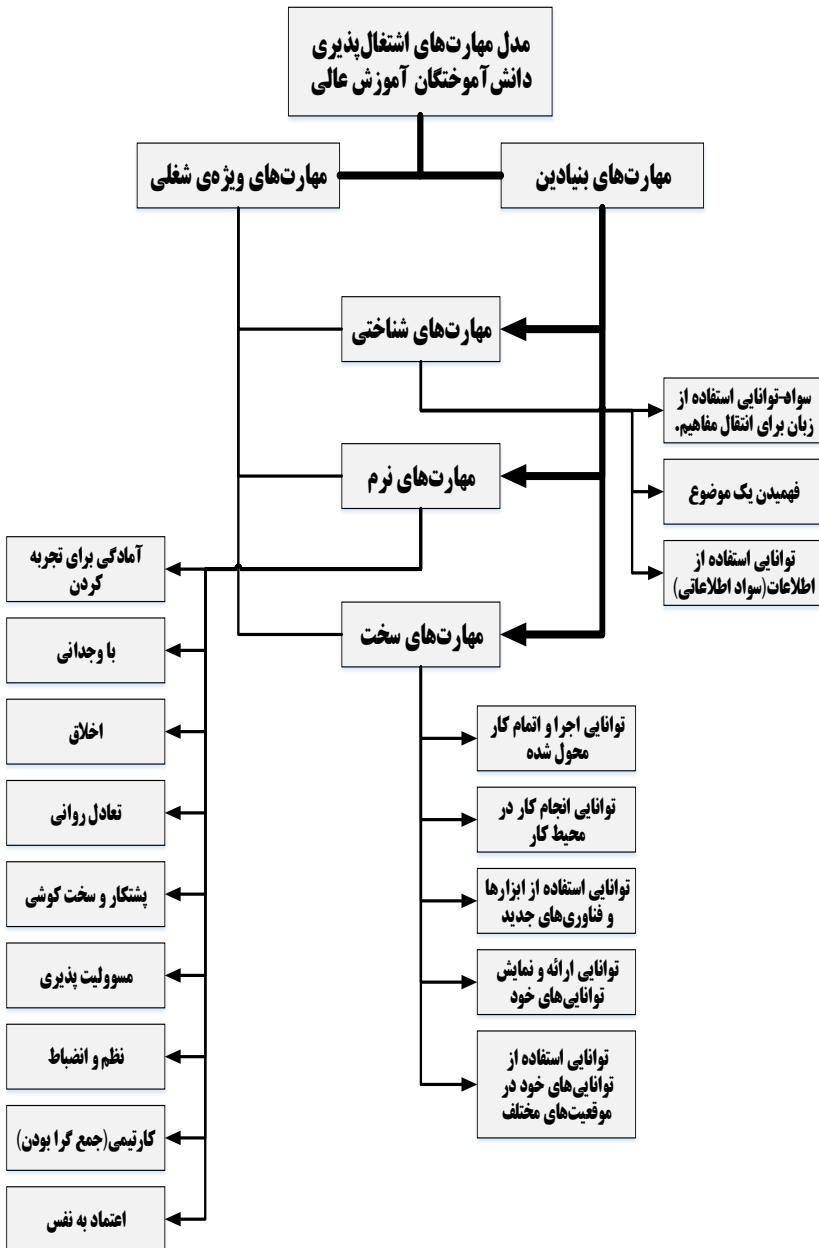 مدل مهارت‌های اشتغال‌پذیری
دانش‌آموختگان آموزش عالی
مهارت‌های بنیادین
مهارت‌های ویژه‌ی شغلی
مهارت‌های شناختی
سواد-توانایی استفاده از
زبان برای انتقال مفاهیم.
فهمیدن یک موضوع
توانایی استفاده از
اطلاعات(سواد اطلاعاتی)
مهارت‌های نرم
آمادگی برای تجربه
کردن
با وجدانی
اخلاق
تعادل روانی
پشتکار و سخت کوشی
مسوولیت پذیری
نظم و انضباط
کارتیمی(جمع گرا بودن)
اعتماد به نفس
مهارت‌های سخت
توانایی اجرا و اتمام کار
محول شده
توانایی انجام کار در
محیط کار
توانایی استفاده از ابزارها
و فناوری‌های جدید
توانایی ارائه و نمایش
توانایی‌های خود
توانایی استفاده از
توانایی‌های خود در
موقعیت‌های مختلف